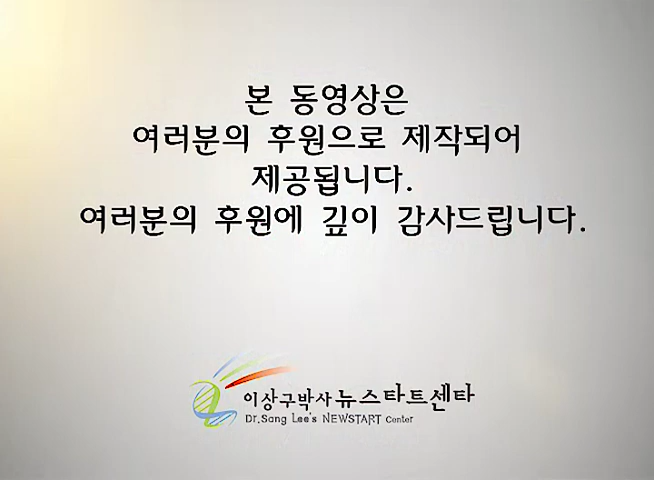 본 동영상은
여러분의 후원으로 제작되어
제공됩니다.
여러분의 후원에 깊이 감사드립니다.
이상구박사 뉴스타트센타
Dr.Sang Lee's NEWSTART Center